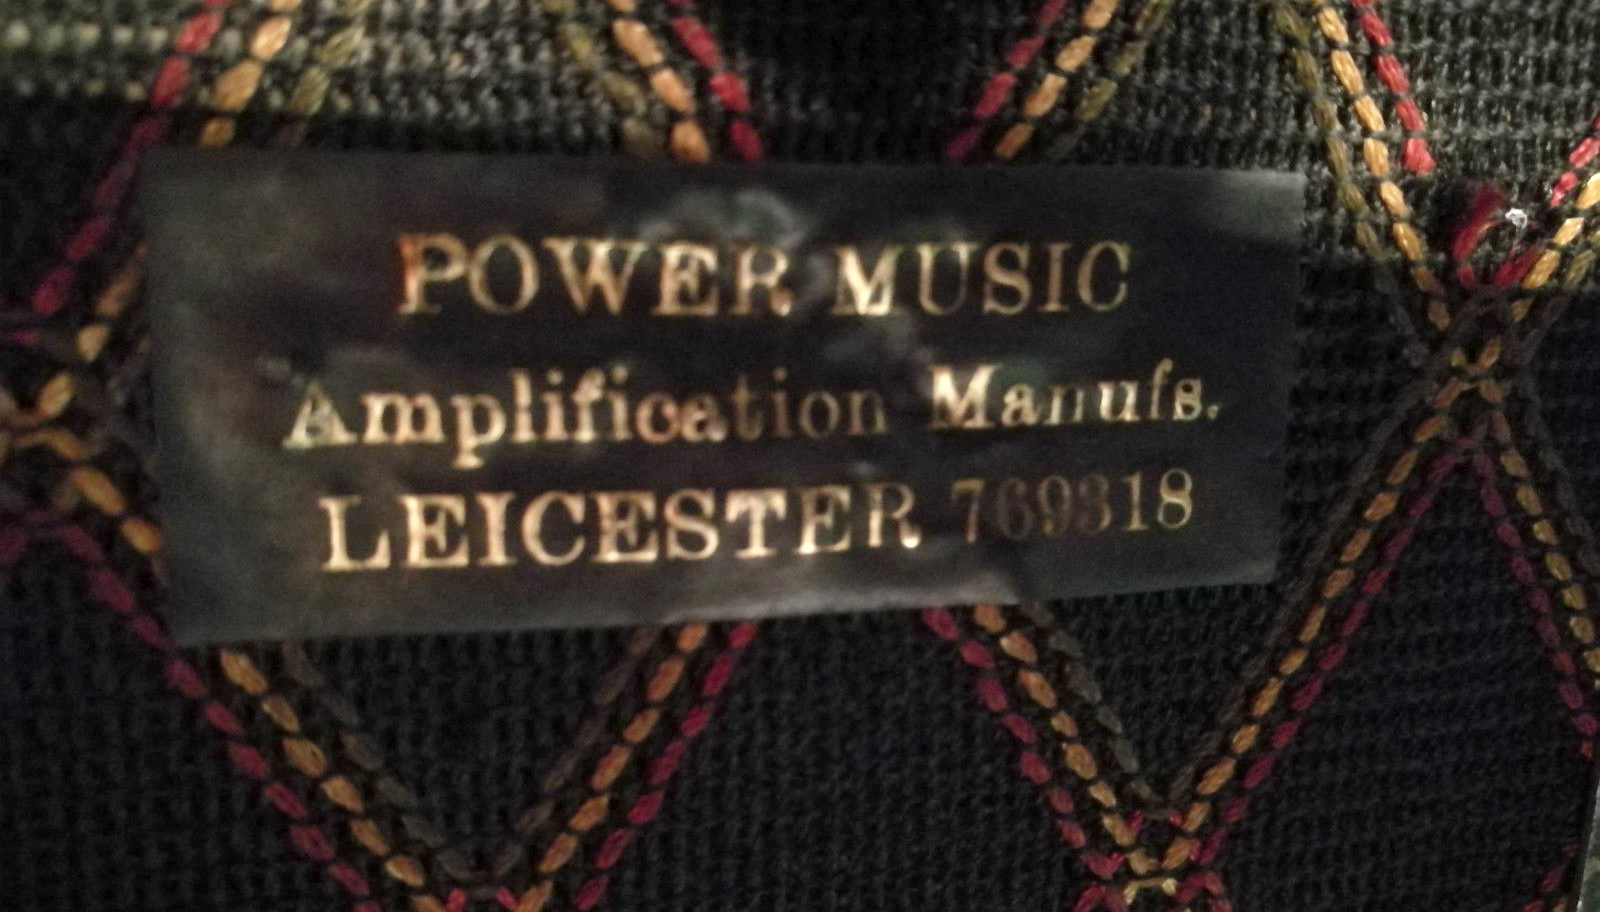 POWER MUSIC
Amplification Manufs.
LEICESTER 769318